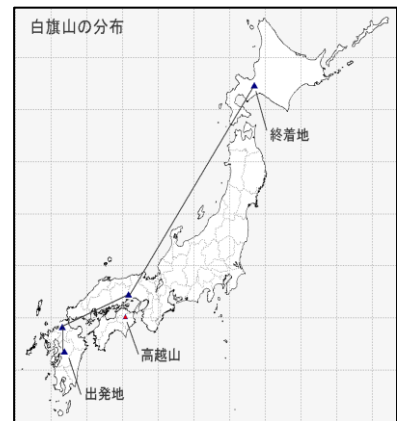 白旗山の分布
終着地
高越山
出発地